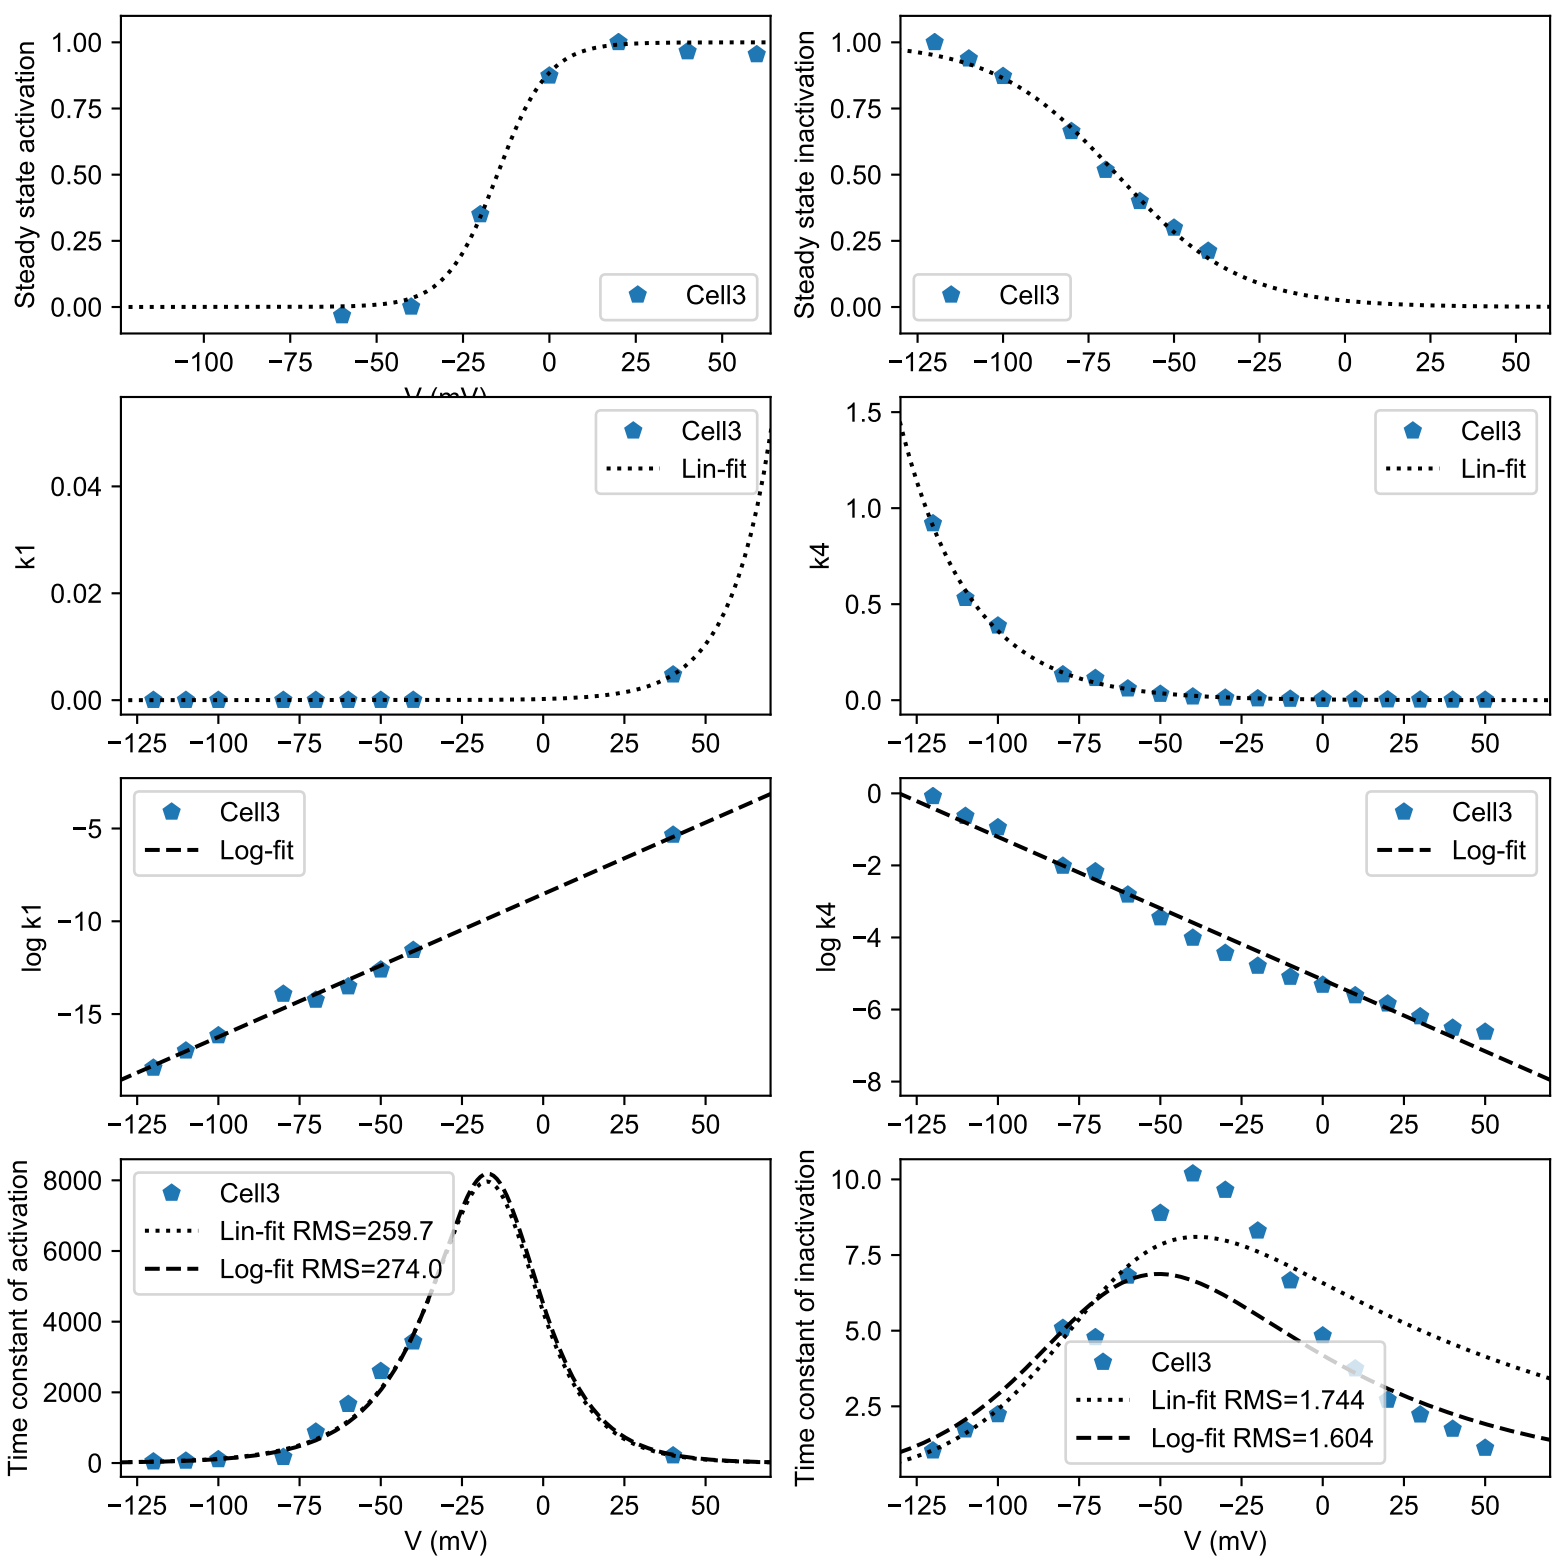 Steady state activation
1.00
0.75
0.50
0.25
0.00
Cell3
−100 −75 −50 −25 0 25 50
V (mV)
Steady state inactivation
1.00
0.75
0.50
0.25
0.00
Cell3
−125 −100 −75 −50 −25 0 25 50
k1
0.04
0.02
0.00
Cell3
Lin-fit
−125 −100 −75 −50 −25 0 25 50
k4
1.5
1.0
0.5
0.0
Cell3
Lin-fit
−125 −100 −75 −50 −25 0 25 50
log k1
−5
−10
−15
Cell3
Log-fit
−125 −100 −75 −50 −25 0 25 50
log k4
0
−2
−4
−6
−8
Cell3
Log-fit
−125 −100 −75 −50 −25 0 25 50
Time constant of activation
8000
6000
4000
2000
0
Cell3
Lin-fit RMS=259.7
Log-fit RMS=274.0
−125 −100 −75 −50 −25 0 25 50
V (mV)
Time constant of inactivation
10.0
7.5
5.0
2.5
Cell3
Lin-fit RMS=1.744
Log-fit RMS=1.604
−125 −100 −75 −50 −25 0 25 50
V (mV)